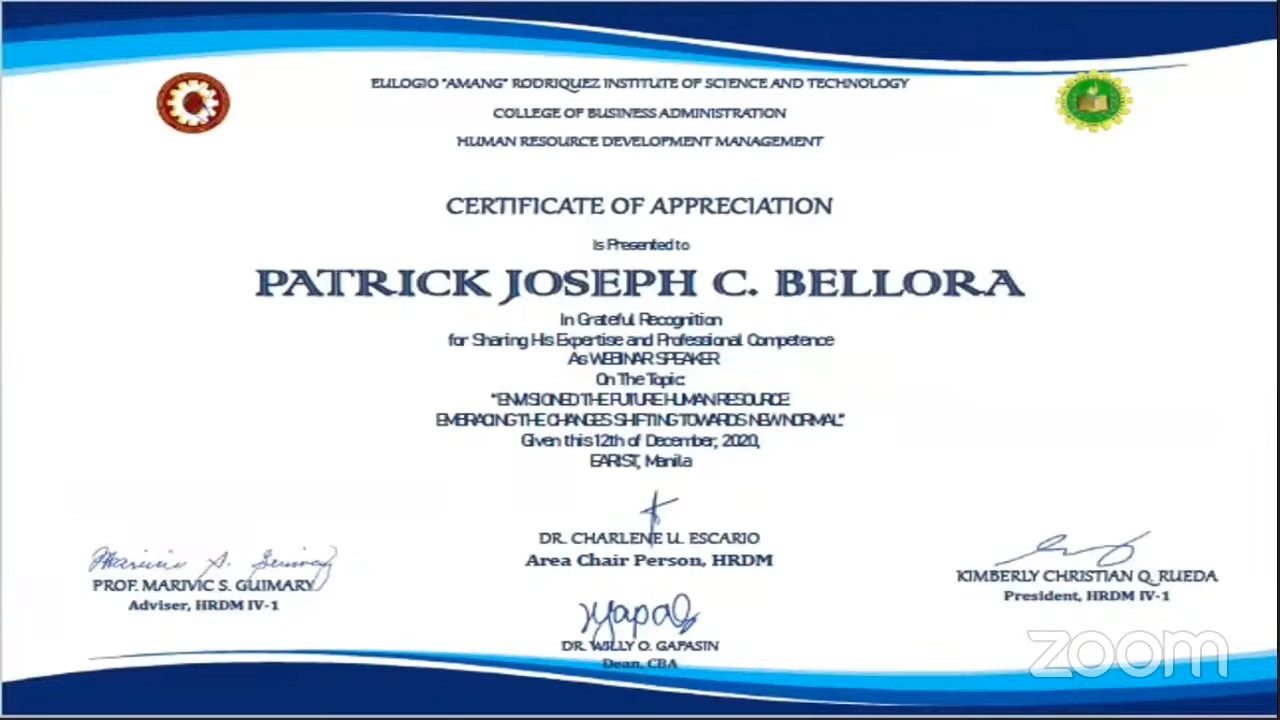 EULOGIO "AMANG" RODRIQUEZ INSTITUTE OF SCIENCE AND TECHNOLOGY
COLLEGE OF BUSINESS ADMINISTRATION
HUMAN RESOURCE DEVELOPMENT MANAGEMENT
CERTIFICATE OF APPRECIATION
Is Presented to
PATRICK JOSEPH C. BELLORA
In Grateful Recognition
for Sharing His Expertise and Professional Competence
As WEBINAR SPEAKER
On The Topic:
"ENVISIONED THE FUTURE HUMAN RESOURCE:
EMBRACING THE CHANGES SHIFTING TOWARDS NEW NORMAL"
Given this 12th of December, 2020,
EARIST, Manila
DR. CHARLENE U. ESCARIO
Area Chair Person, HRDM
Marivic S. Guimary
PROF. MARIVIC S. GUIMARY
Adviser, HRDM IV-1
KIMBERLY CHRISTIAN Q. RUEDA
President, HRDM IV-1
DR. WILLY O. GAPASIN
Dean, CBA
zoom